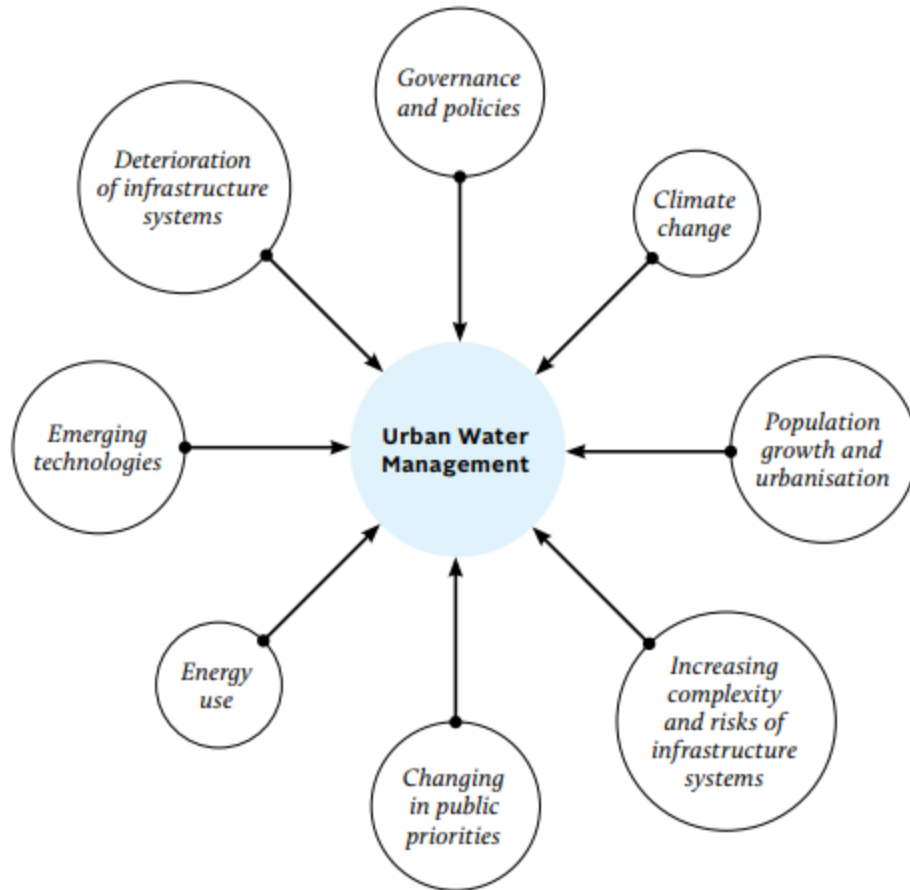 Governance
and policies
Deterioration
of infrastructure
systems
Climate
change
Emerging
technologies
Urban Water
Management
Population
growth and
urbanisation
Energy
use
Increasing
complexity
and risks of
infrastructure
systems
Changing
in public
priorities